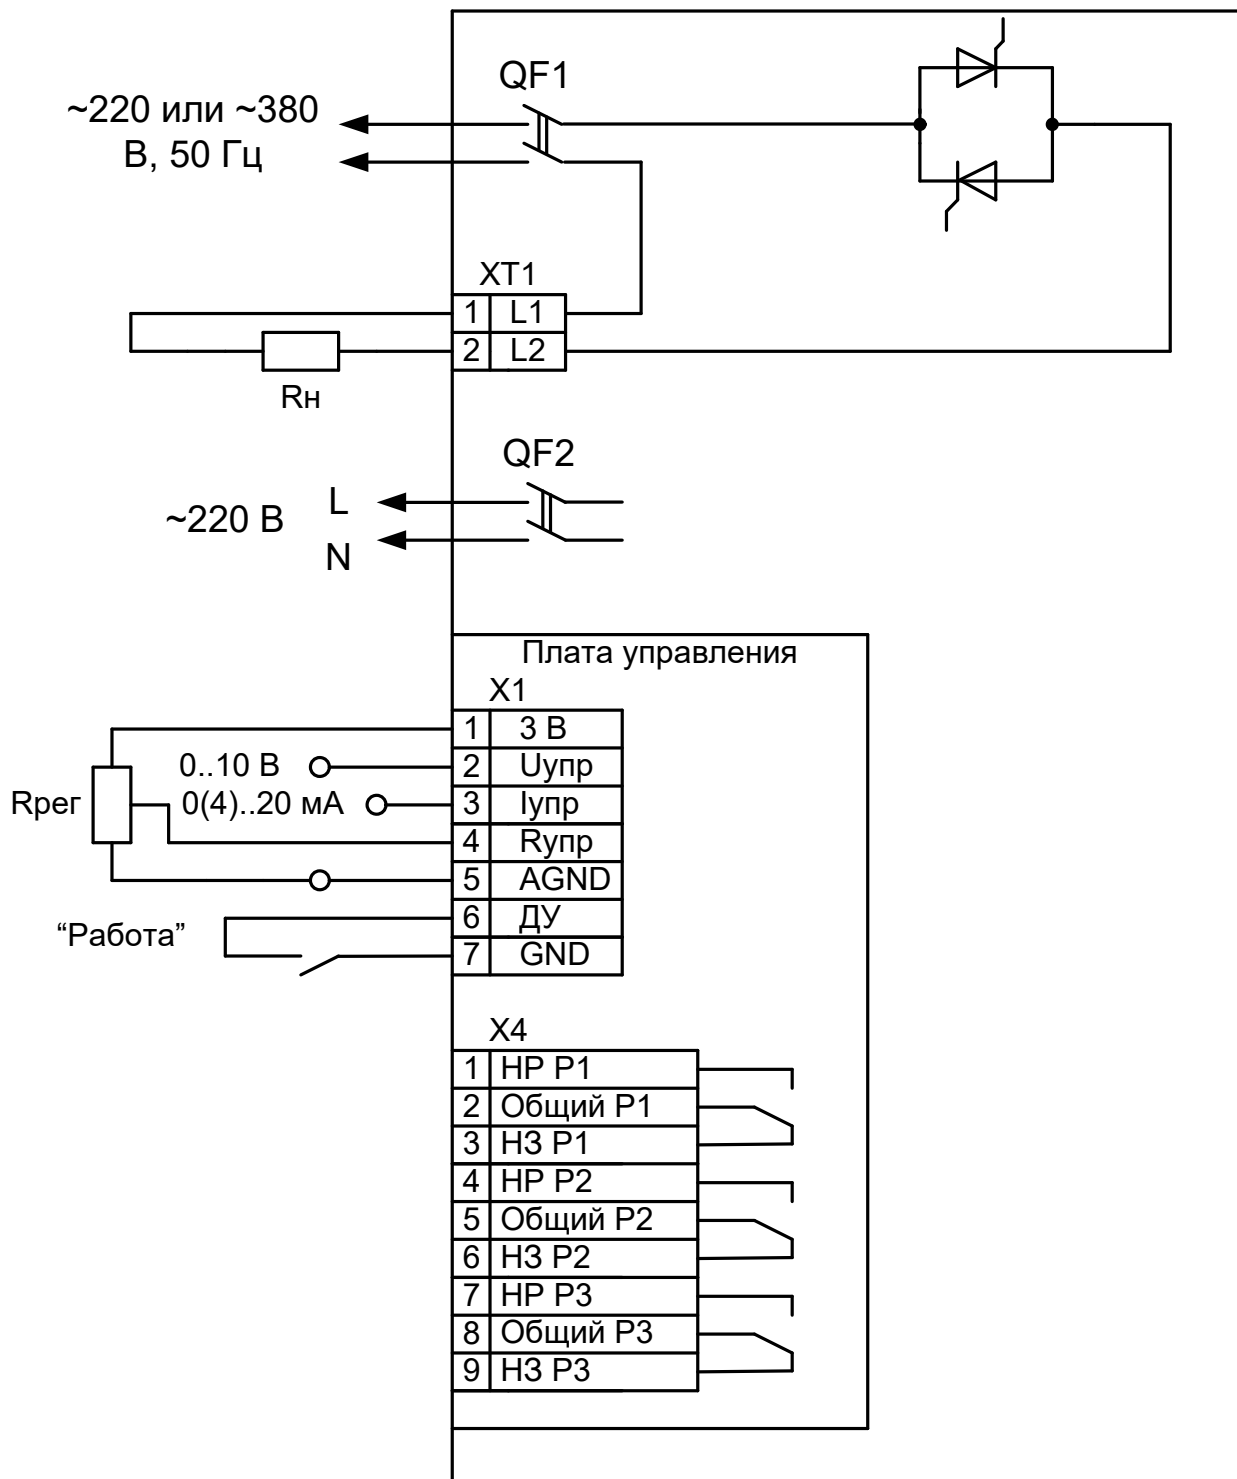 QF1
~220 или ~380
В, 50 Гц
XT1
1 L1
2 L2
Rн
QF2
~220 В
L
N
Плата управления
X1
1 3 В
0..10 В 2 Uупр
Rрег 0(4)..20 мА 3 Iупр
4 Rупр
5 AGND
“Работа” 6 ДУ
7 GND
X4
1 НР Р1
2 Общий Р1
3 НЗ Р1
4 НР Р2
5 Общий Р2
6 НЗ Р2
7 НР Р3
8 Общий Р3
9 НЗ Р3